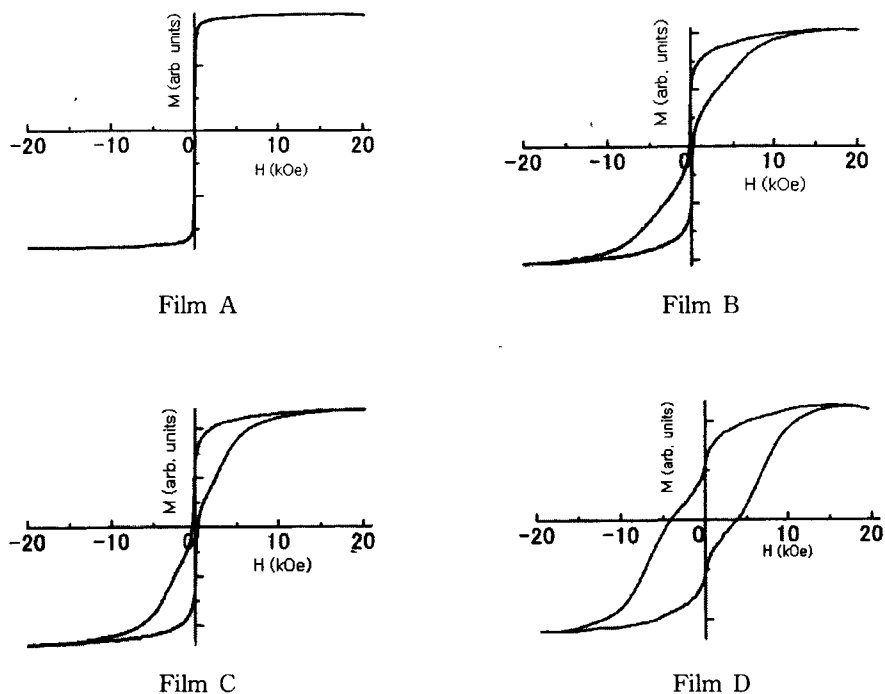 M (arb units)
-20 -10 0 10 20
H (kOe)
Film A
M (arb. units)
-20 -10 0 10 20
H (kOe)
Film B
M (arb. units)
-20 -10 0 10 20
H (kOe)
Film C
M (arb. units)
-20 -10 0 10 20
H (kOe)
Film D